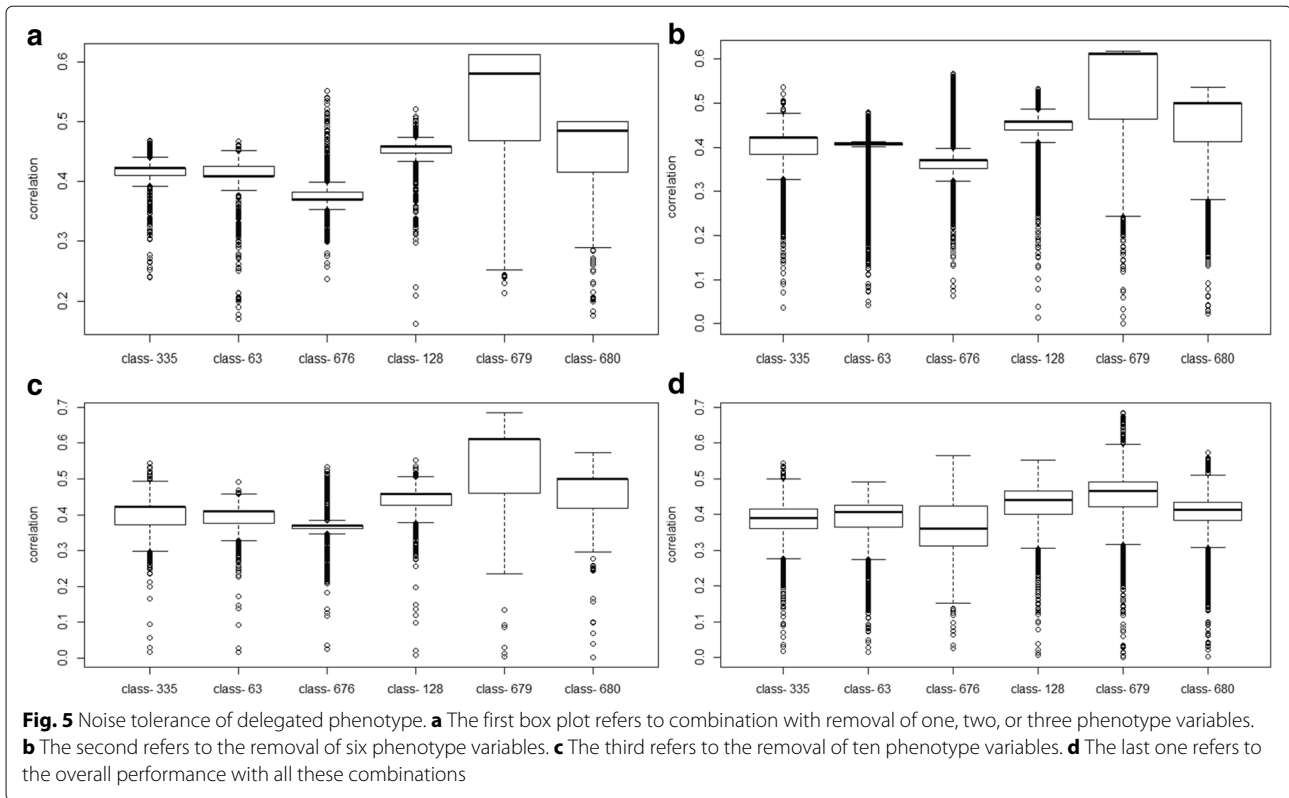 a
correlation
0.6
0.5
0.4
0.3
0.2
class- 335 class- 63 class- 676 class- 128 class- 679 class- 680
b
correlation
0.6
0.5
0.4
0.3
0.2
0.1
0.0
class- 335 class- 63 class- 676 class- 128 class- 679 class- 680
c
correlation
0.7
0.6
0.5
0.4
0.3
0.2
0.1
0.0
class- 335 class- 63 class- 676 class- 128 class- 679 class- 680
d
correlation
0.7
0.6
0.5
0.4
0.3
0.2
0.1
0.0
class- 335 class- 63 class- 676 class- 128 class- 679 class- 680
Fig. 5 Noise tolerance of delegated phenotype. a The first box plot refers to combination with removal of one, two, or three phenotype variables.
b The second refers to the removal of six phenotype variables. c The third refers to the removal of ten phenotype variables. d The last one refers to
the overall performance with all these combinations